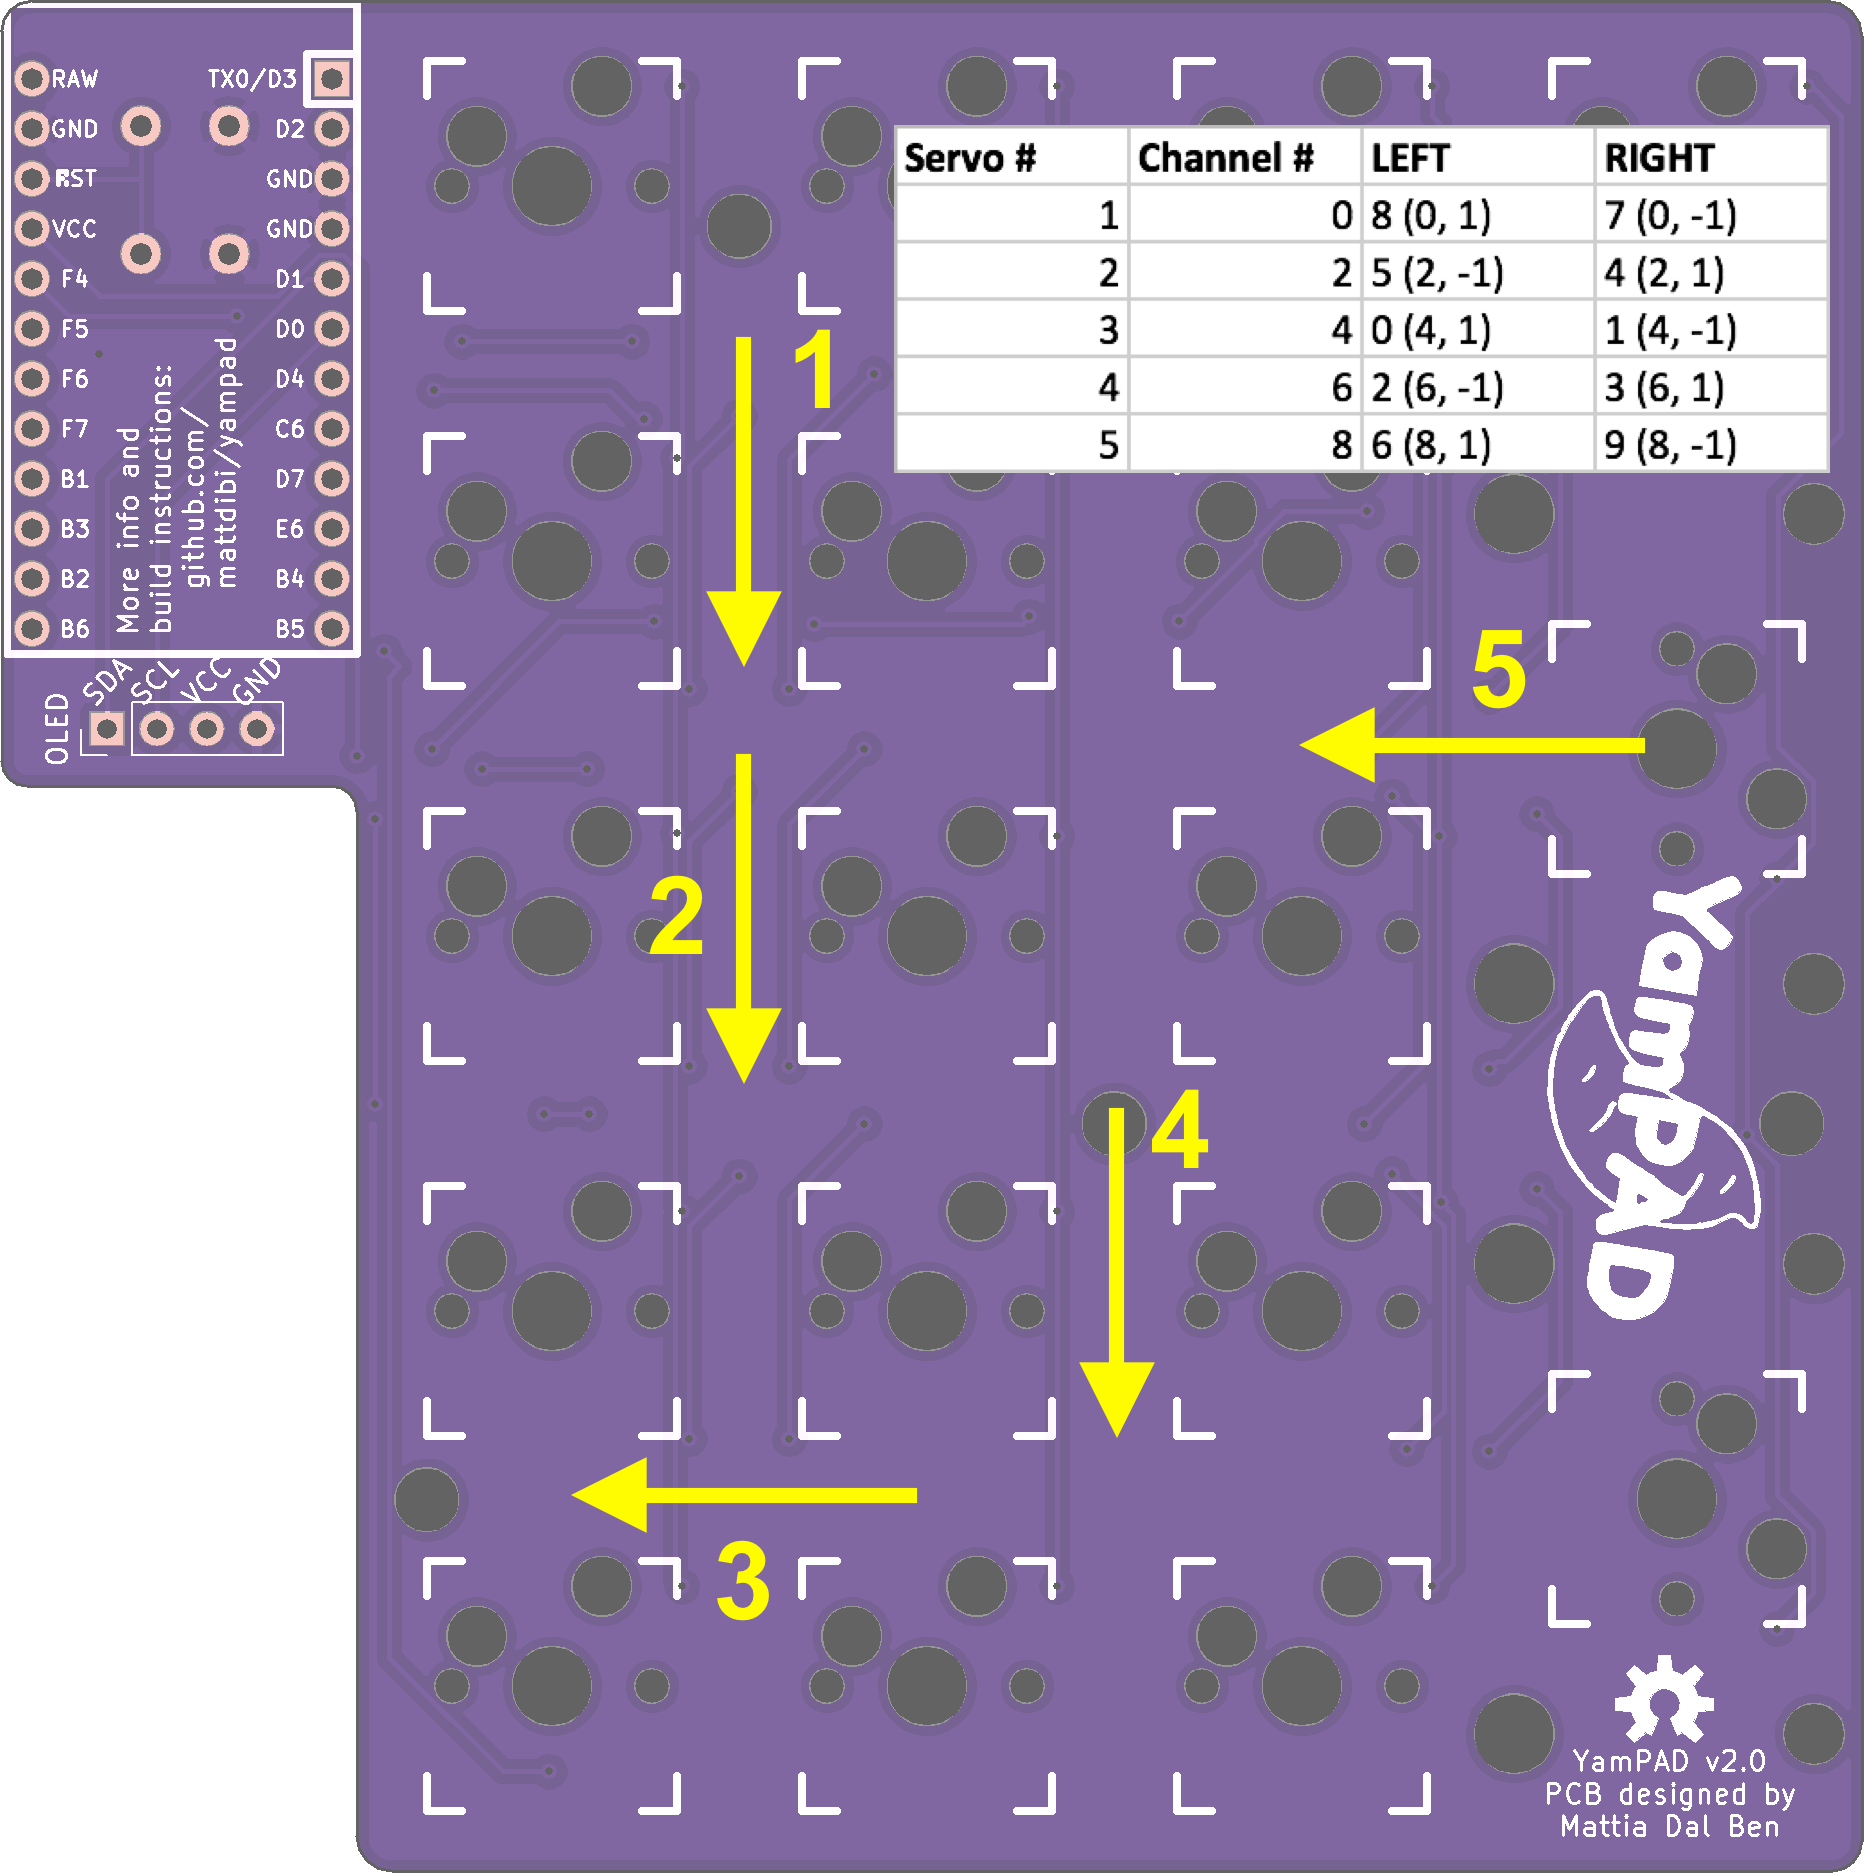 RAW
GND
RST
VCC
F4
F5
F6
F7
B1
B3
B2
B6
TX0/D3
D2
GND
GND
D1
D0
D4
C6
D7
E6
B4
B5
More info and
build instructions:
github.com/
mattdibi/yampad
OLED
SDA
SCL
VCC
GND
Servo # Channel # LEFT RIGHT
1 0 8 (0, 1) 7 (0, -1)
2 2 5 (2, -1) 4 (2, 1)
3 4 0 (4, 1) 1 (4, -1)
4 6 2 (6, -1) 3 (6, 1)
5 8 6 (8, 1) 9 (8, -1)
1
5
2
4
3
YamPAD
YamPAD v2.0
PCB designed by
Mattia Dal Ben